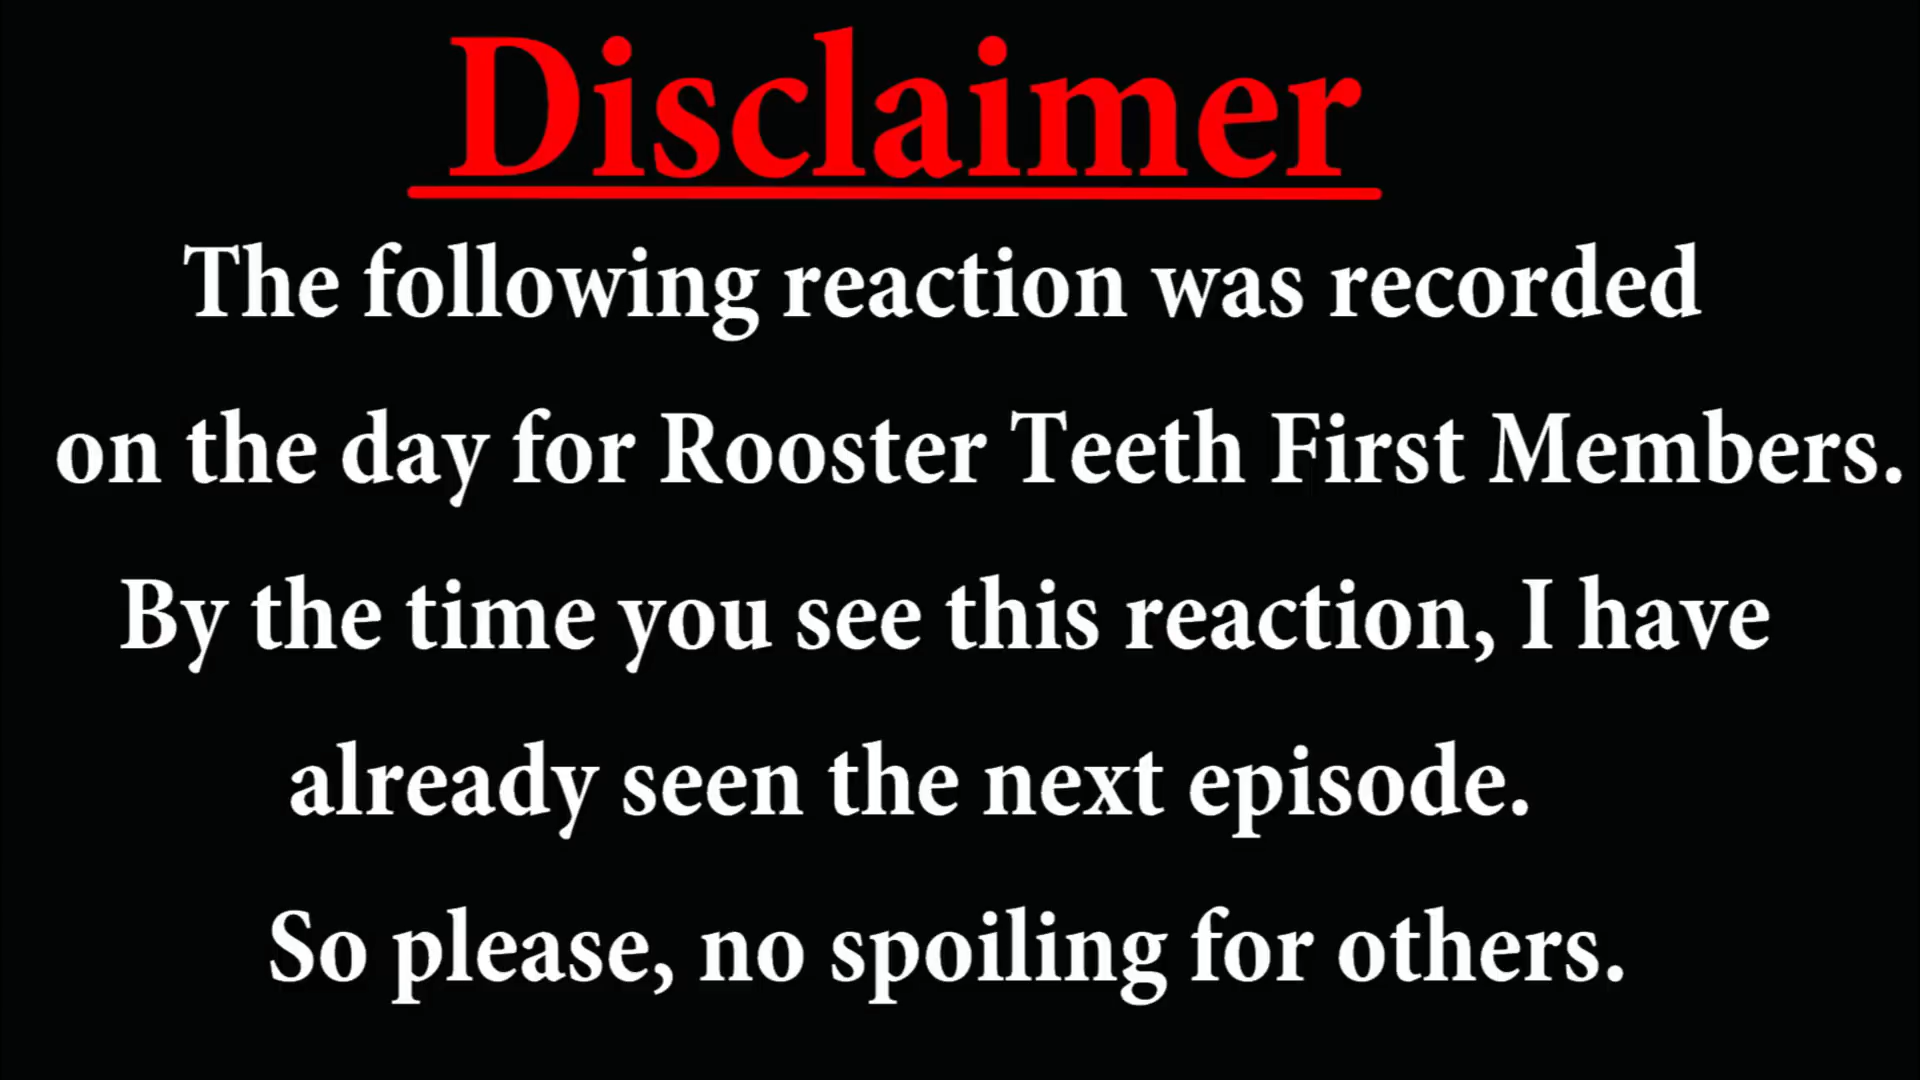 Disclaimer
The following reaction was recorded
on the day for Rooster Teeth First Members.
By the time you see this reaction, I have
already seen the next episode.
So please, no spoiling for others.